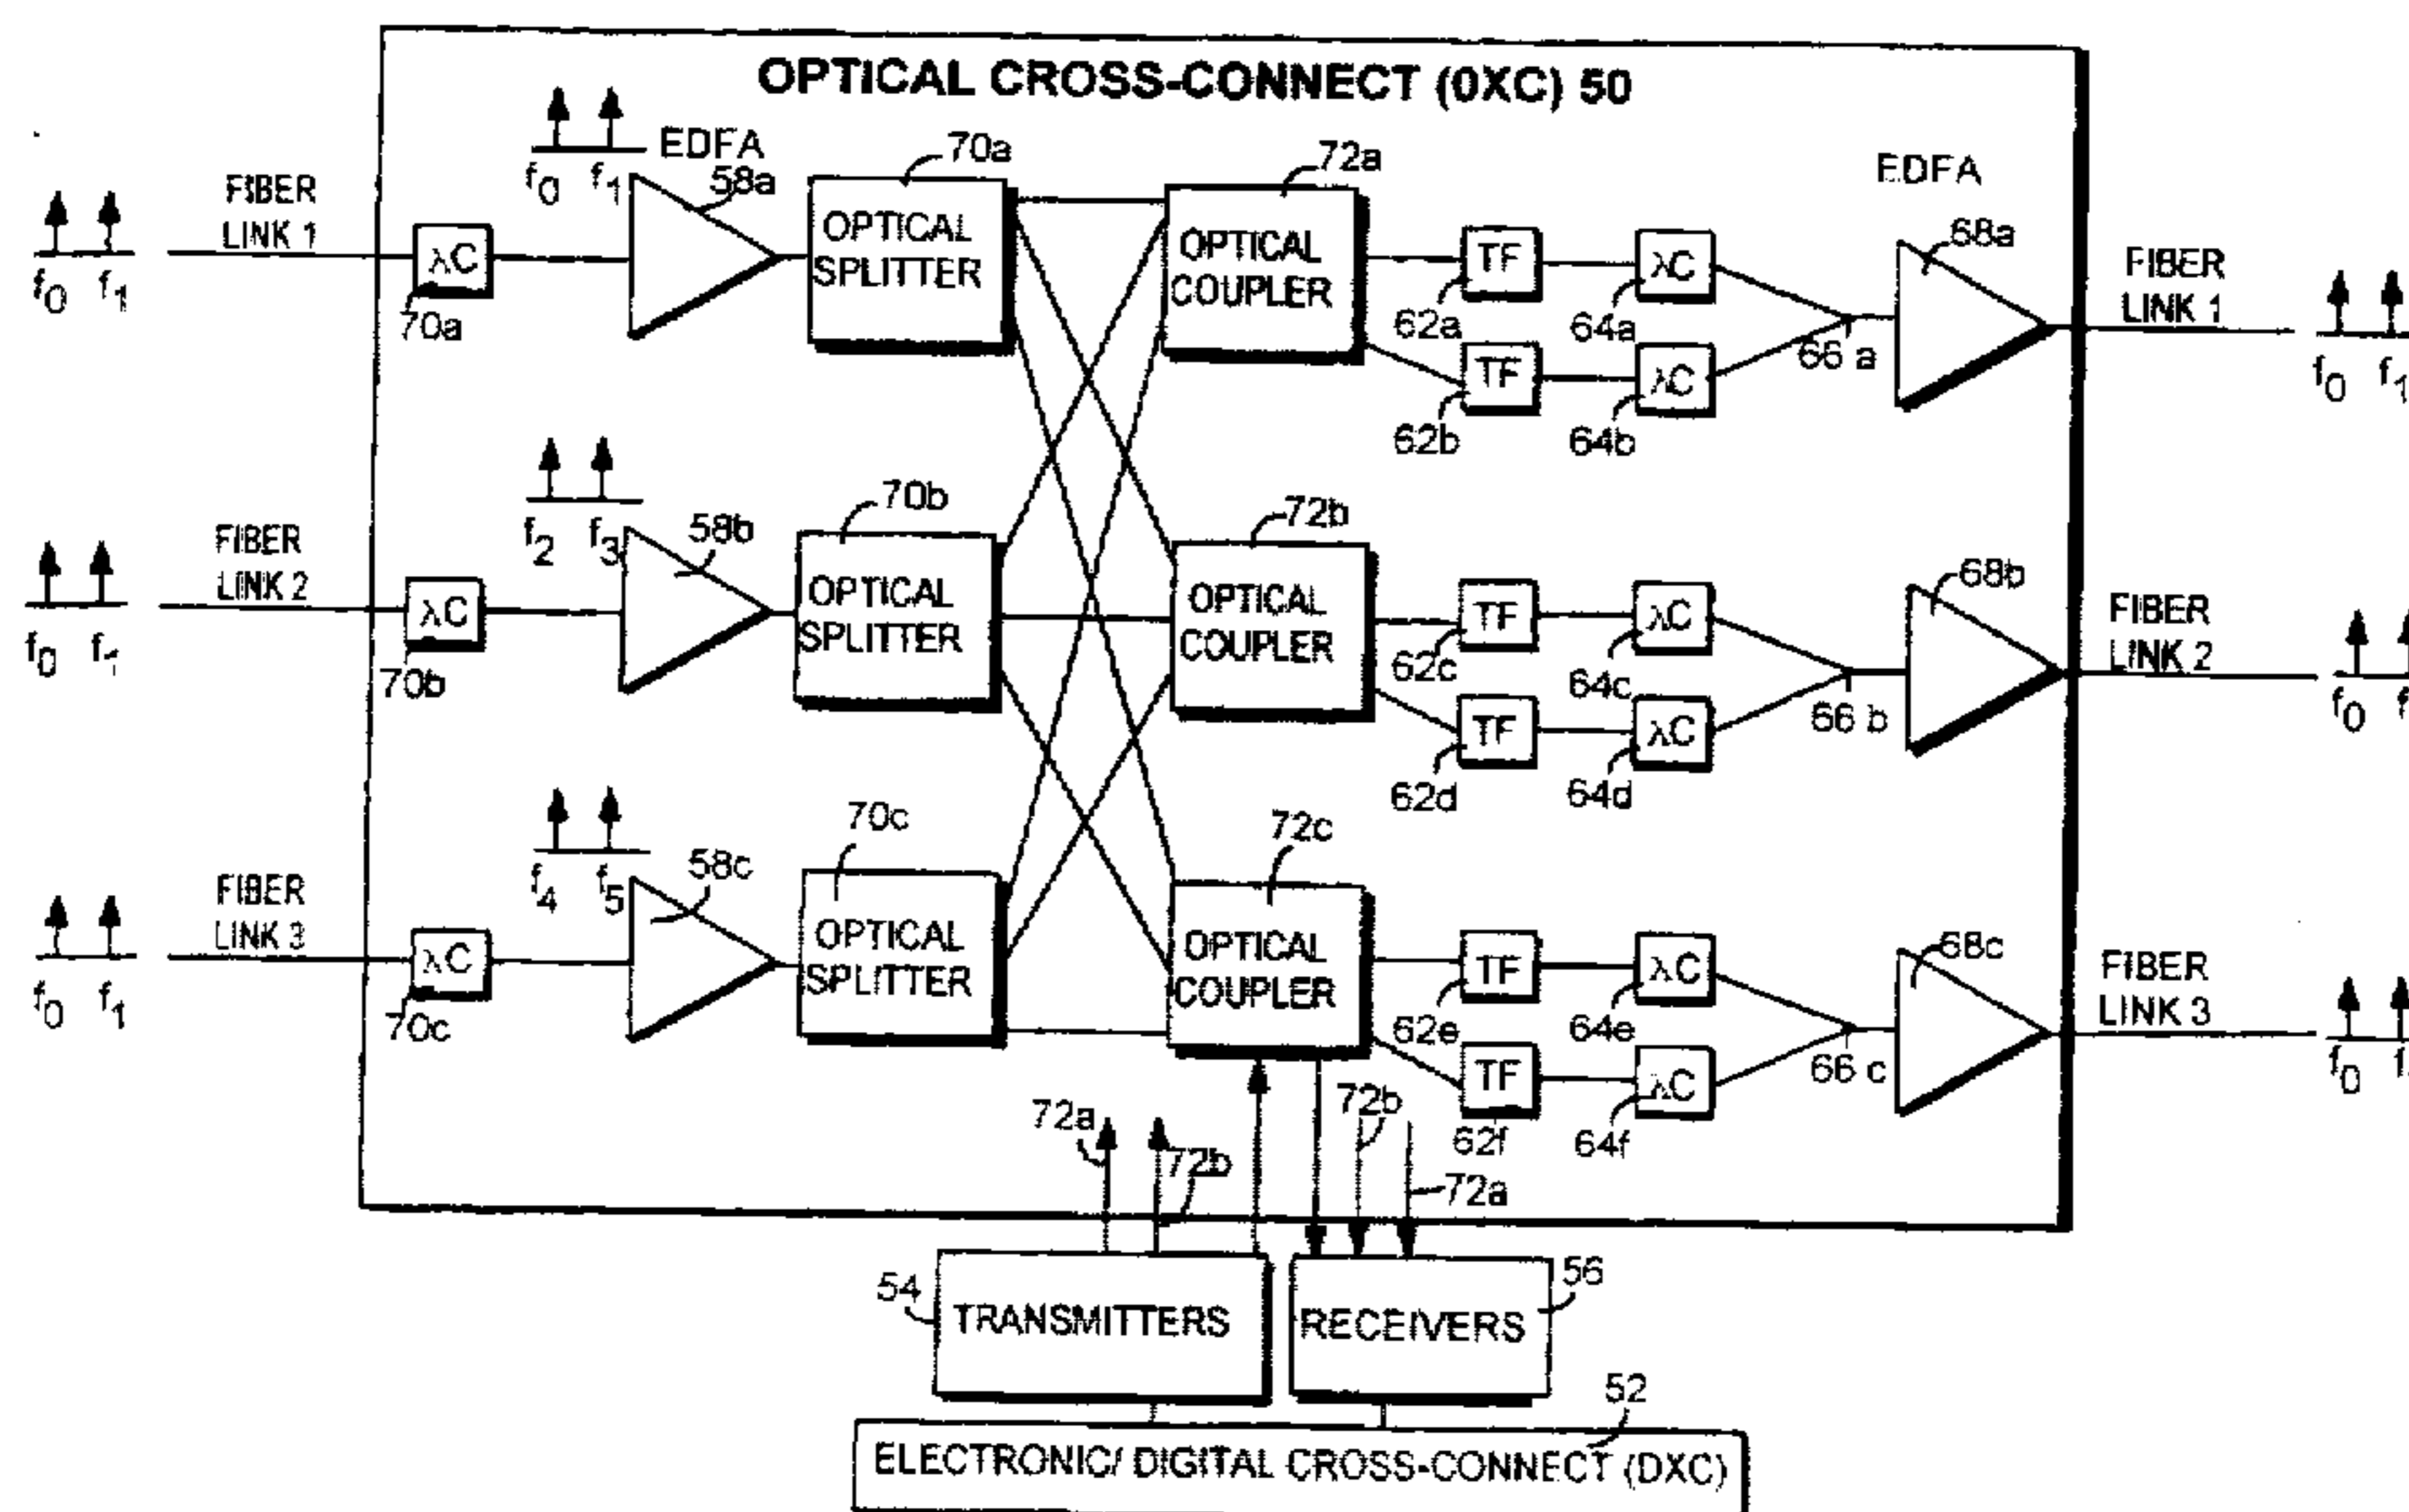 OPTICAL CROSS-CONNECT (0XC) 50
f0 f1
FIBER
LINK 1
λC
70a
f0 f1
EDFA
58a
70a
OPTICAL
SPLITTER
72a
OPTICAL
COUPLER
TF
62a
λC
64a
TF
62b
λC
64b
66 a
EDFA
68a
FIBER
LINK 1
f0 f1
f0 f1
FIBER
LINK 2
λC
70b
f2 f3
58b
70b
OPTICAL
SPLITTER
72b
OPTICAL
COUPLER
TF
62c
λC
64c
TF
62d
λC
64d
66 b
68b
FIBER
LINK 2
f0
f0 f1
FIBER
LINK 3
λC
70c
f4 f5
58c
70c
OPTICAL
SPLITTER
72c
OPTICAL
COUPLER
TF
62e
λC
64e
TF
62f
λC
64f
66 c
68c
FIBER
LINK 3
f0
72a
72b
72b
72a
54
TRANSMITTERS
RECEIVERS
56
52
ELECTRONIC/ DIGITAL CROSS-CONNECT (DXC)